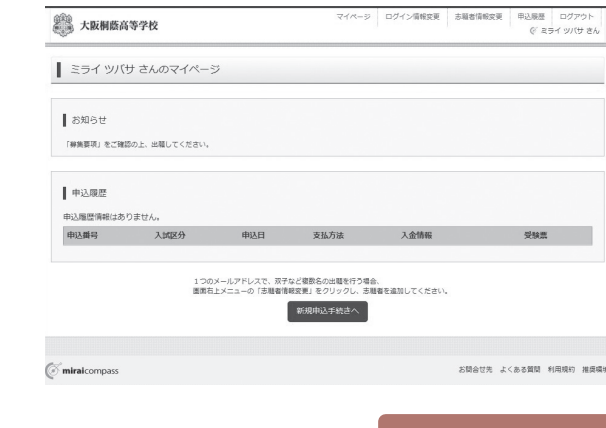 大阪桐蔭高等学校
マイページ ログイン情報変更 志願者情報変更 申込履歴 ログアウト
ミライ ツバサ さん
ミライ ツバサ さんのマイページ
お知らせ
「募集要項」をご確認の上、出願してください。
申込履歴
申込履歴情報はありません。
申込番号 入試区分 申込日 支払方法 入金情報 受験票
1つのメールアドレスで、双子など複数名の出願を行う場合、
画面右上メニューの「志願者情報変更」をクリックし、志願者を追加してください。
新規申込手続きへ
miraicompass
お問合せ先 よくある質問 利用規約 推奨環境